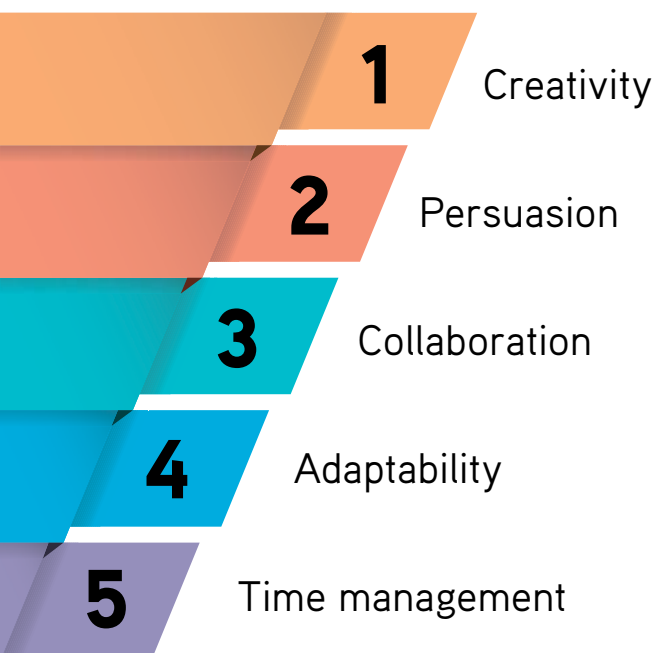 1 Creativity
2 Persuasion
3 Collaboration
4 Adaptability
5 Time management